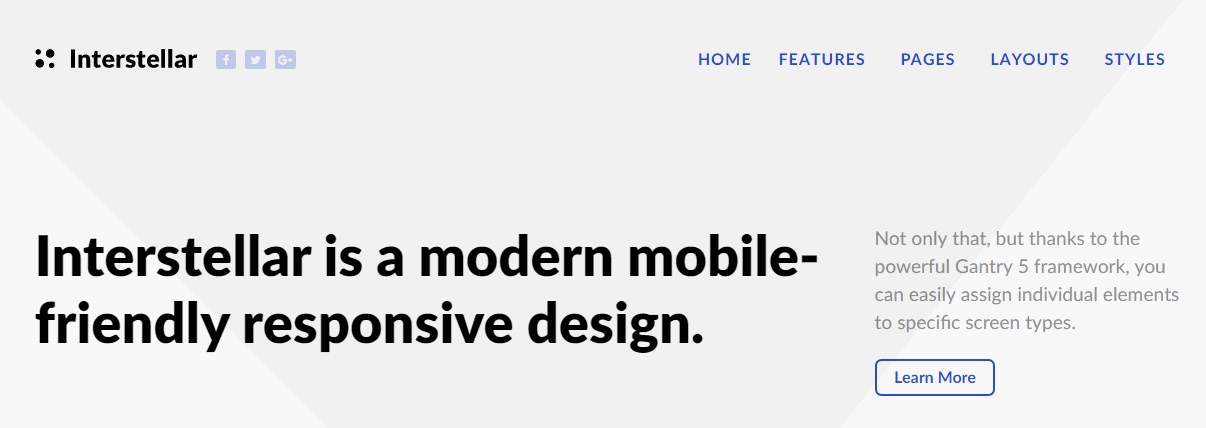 Interstellar
HOME FEATURES PAGES LAYOUTS STYLES
Interstellar is a modern mobile-
friendly responsive design.
Not only that, but thanks to the
powerful Gantry 5 framework, you
can easily assign individual elements
to specific screen types.
Learn More